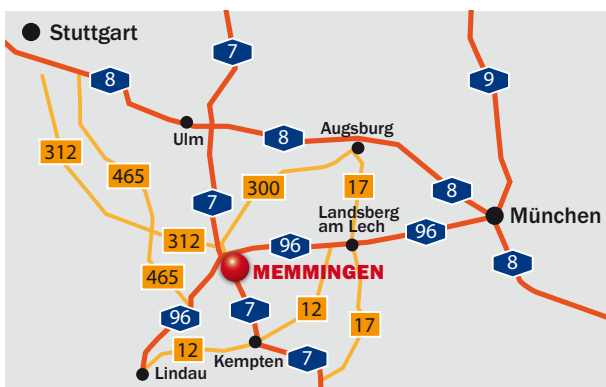 Stuttgart
7
8
9
Ulm
8
Augsburg
312
465
300
17
8
7
Landsberg
am Lech
96
München
312
96
8
MEMMINGEN
465
96
7
12
17
12
Kempten
7
Lindau